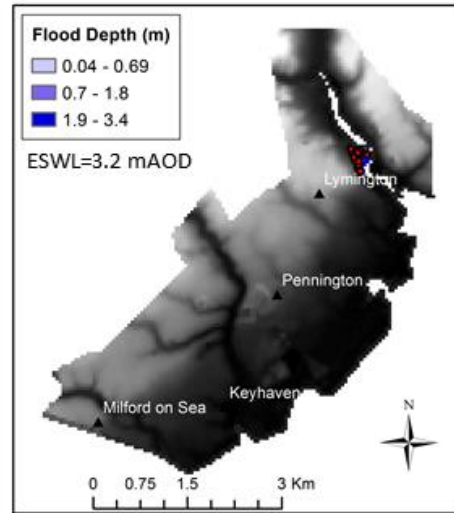 Flood Depth (m)
0.04 - 0.69
0.7 - 1.8
1.9 - 3.4
ESWL=3.2 mAOD
Lymington
Pennington
Keyhaven
Milford on Sea
N
0 0.75 1.5 3 Km